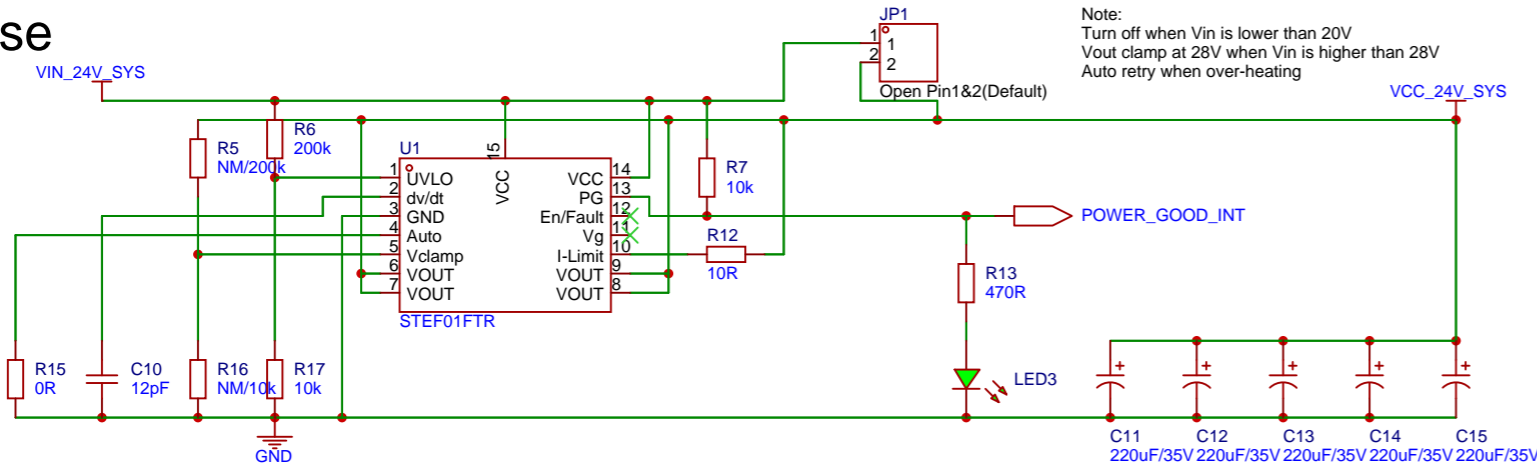 se
VIN_24V_SYS
JP1
1
1
2
2
Open Pin1&2(Default)
Note:
Turn off when Vin is lower than 20V
Vout clamp at 28V when Vin is higher than 28V
Auto retry when over-heating
VCC_24V_SYS
R5
NM/200k
R6
200k
U1
15
VCC
1
UVLO
2
dv/dt
3
GND
4
Auto
5
Vclamp
6
VOUT
7
VOUT
14
VCC
13
PG
12
En/Fault
11
Vg
10
I-Limit
9
VOUT
8
VOUT
STEF01FTR
R7
10k
R12
10R
POWER_GOOD_INT
R13
470R
LED3
R15
0R
C10
12pF
R16
NM/10k
R17
10k
GND
+
+
+
+
+
C11
220uF/35V
C12
220uF/35V
C13
220uF/35V
C14
220uF/35V
C15
220uF/35V